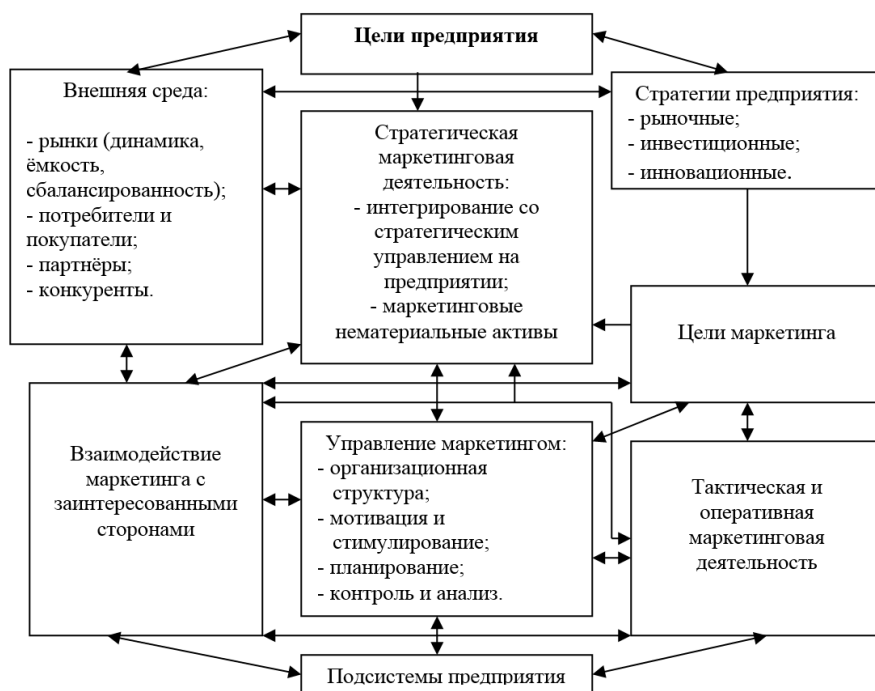 Цели предприятия
Внешняя среда:
- рынки (динамика,
ёмкость,
сбалансированность);
- потребители и
покупатели;
- партнёры;
- конкуренты.
Стратегическая
маркетинговая
деятельность:
- интегрирование со
стратегическим
управлением на
предприятии;
- маркетинговые
нематериальные активы
Стратегии предприятия:
- рыночные;
- инвестиционные;
- инновационные.
Цели маркетинга
Взаимодействие
маркетинга с
заинтересованными
сторонами
Управление маркетингом:
- организационная
структура;
- мотивация и
стимулирование;
- планирование;
- контроль и анализ.
Тактическая и
оперативная
маркетинговая
деятельность
Подсистемы предприятия